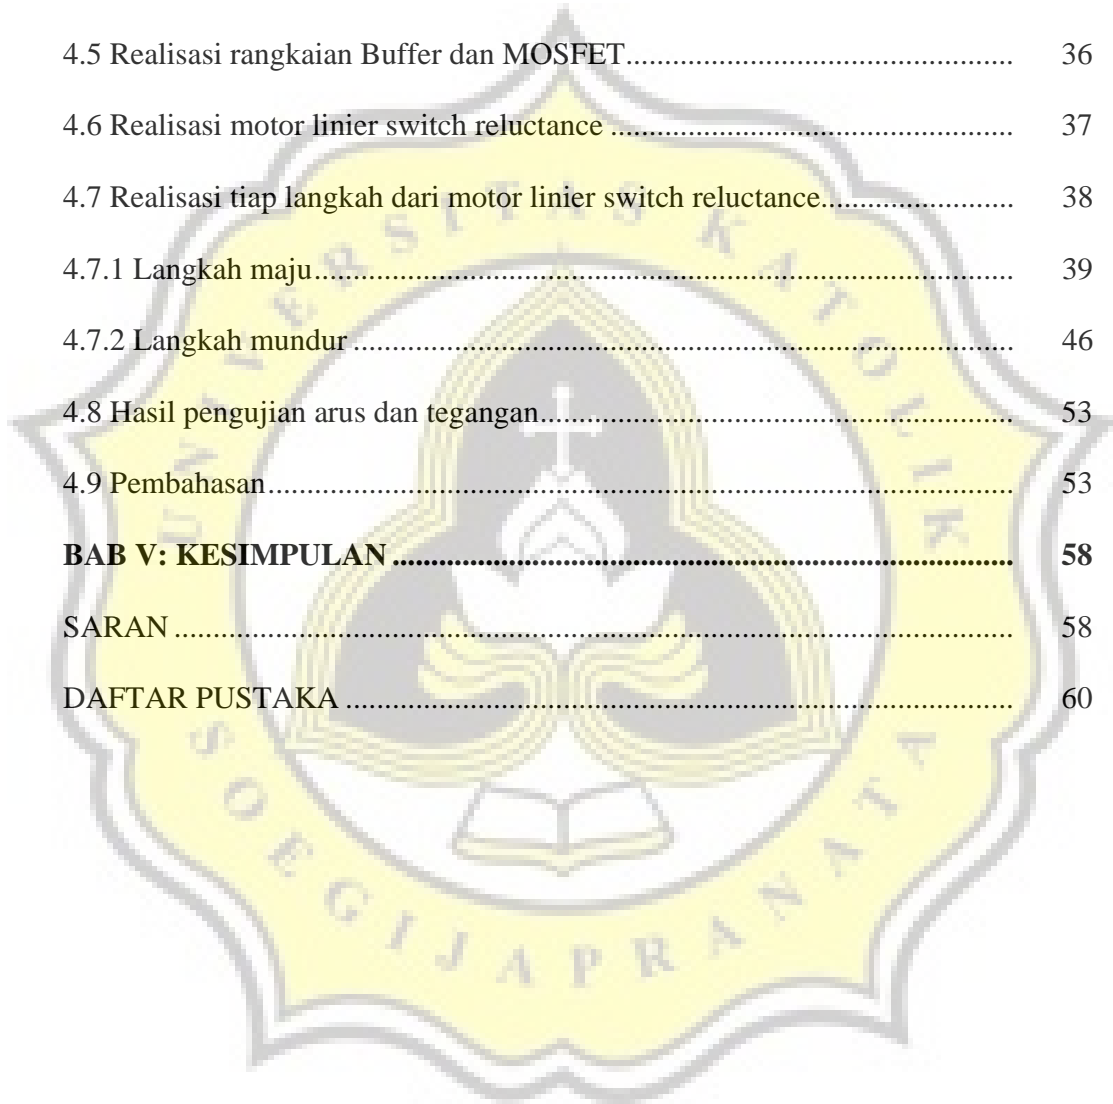 4.5 Realisasi rangkaian Buffer dan MOSFET.................................................. 36
4.6 Realisasi motor linier switch reluctance .................................................... 37
4.7 Realisasi tiap langkah dari motor linier switch reluctance......................... 38
4.7.1 Langkah maju.......................................................................................... 39
4.7.2 Langkah mundur ..................................................................................... 46
4.8 Hasil pengujian arus dan tegangan............................................................. 53
4.9 Pembahasan................................................................................................ 53
BAB V: KESIMPULAN ................................................................................. 58
SARAN ............................................................................................................ 58
DAFTAR PUSTAKA ...................................................................................... 60
UNIVERSITAS KATOLIK
SOEGIJAPRANATA